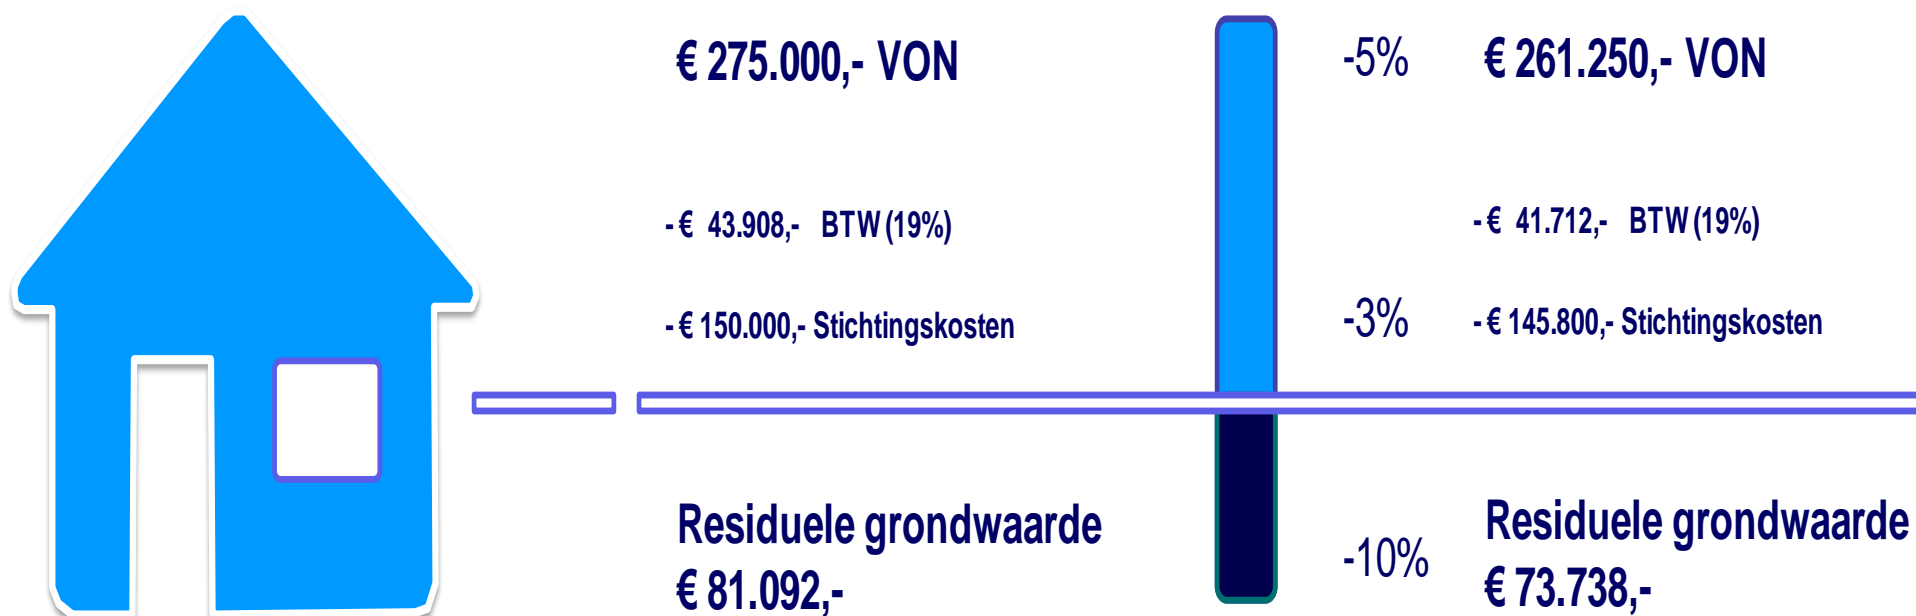 € 275.000,- VON
- € 43.908,- BTW (19%)
- € 150.000,- Stichtingskosten
Residuele grondwaarde
€ 81.092,-
-5%
-3%
-10%
€ 261.250,- VON
- € 41.712,- BTW (19%)
- € 145.800,- Stichtingskosten
Residuele grondwaarde
€ 73.738,-